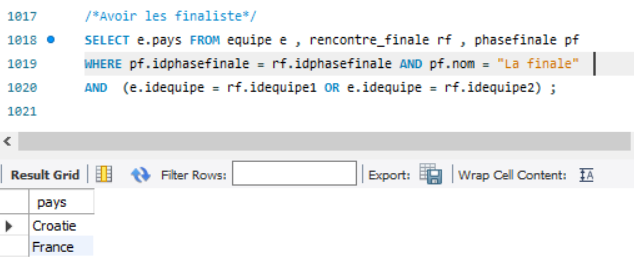 1017 /*Avoir les finaliste*/
1018 SELECT e.pays FROM equipe e , rencontre_finale rf , phasefinale pf
1019 WHERE pf.idphasefinale = rf.idphasefinale AND pf.nom = "La finale"
1020 AND (e.idequipe = rf.idequipe1 OR e.idequipe = rf.idequipe2) ;
1021
Result Grid Filter Rows: Export: Wrap Cell Content: IA
pays
Croatie
France